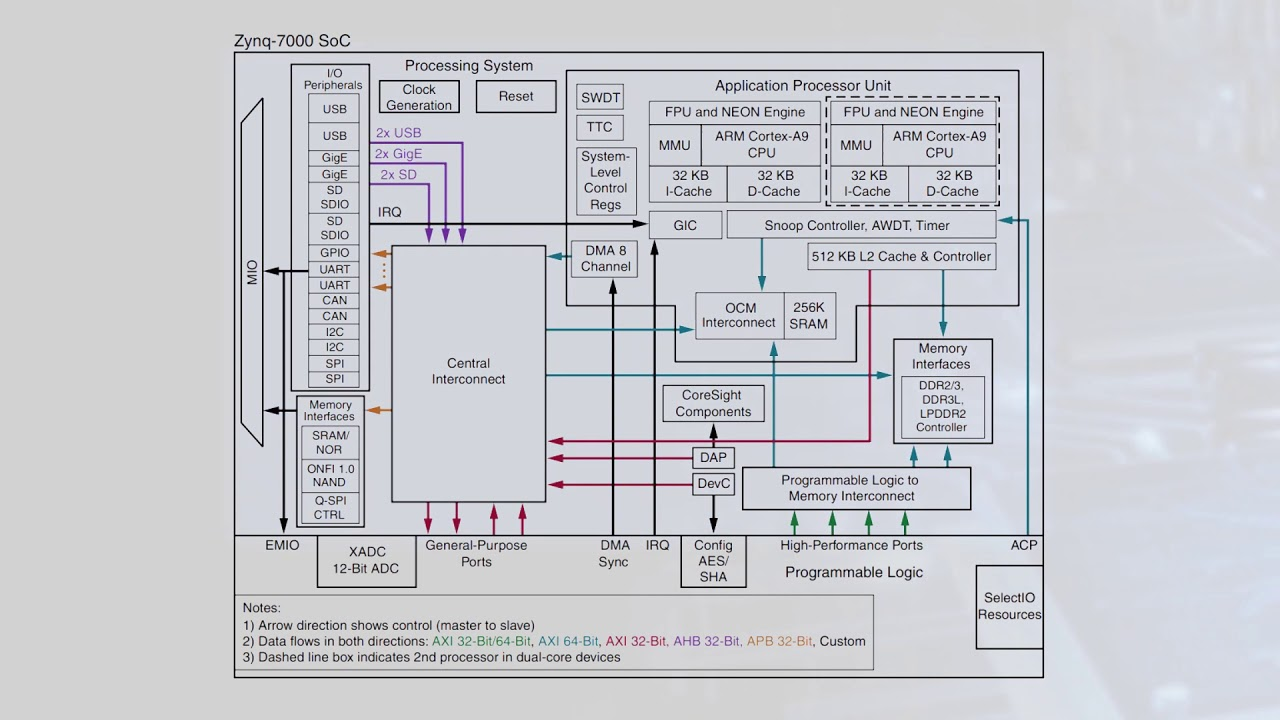 Zynq-7000 SoC
Processing System
I/O
Peripherals
USB
USB
GigE
GigE
SD
SDIO
SD
SDIO
GPIO
UART
UART
CAN
CAN
I2C
I2C
SPI
SPI
MIO
Clock
Generation
Reset
2x USB
2x GigE
2x SD
IRQ
Application Processor Unit
SWDT
TTC
System-
Level
Control
Regs
FPU and NEON Engine
MMU
ARM Cortex-A9
CPU
32 KB
I-Cache
32 KB
D-Cache
FPU and NEON Engine
MMU
ARM Cortex-A9
CPU
32 KB
I-Cache
32 KB
D-Cache
GIC
Snoop Controller, AWDT, Timer
DMA 8
Channel
512 KB L2 Cache & Controller
OCM
Interconnect
256K
SRAM
Central
Interconnect
Memory
Interfaces
DDR2/3,
DDR3L,
LPDDR2
Controller
CoreSight
Components
DAP
DevC
Memory
Interfaces
SRAM/
NOR
ONFI 1.0
NAND
Q-SPI
CTRL
Programmable Logic to
Memory Interconnect
EMIO
XADC
12-Bit ADC
General-Purpose
Ports
DMA
Sync
IRQ
Config
AES/
SHA
High-Performance Ports
ACP
Programmable Logic
SelectIO
Resources
Notes:
1) Arrow direction shows control (master to slave)
2) Data flows in both directions: AXI 32-Bit/64-Bit, AXI 64-Bit, AXI 32-Bit, AHB 32-Bit, APB 32-Bit, Custom
3) Dashed line box indicates 2nd processor in dual-core devices